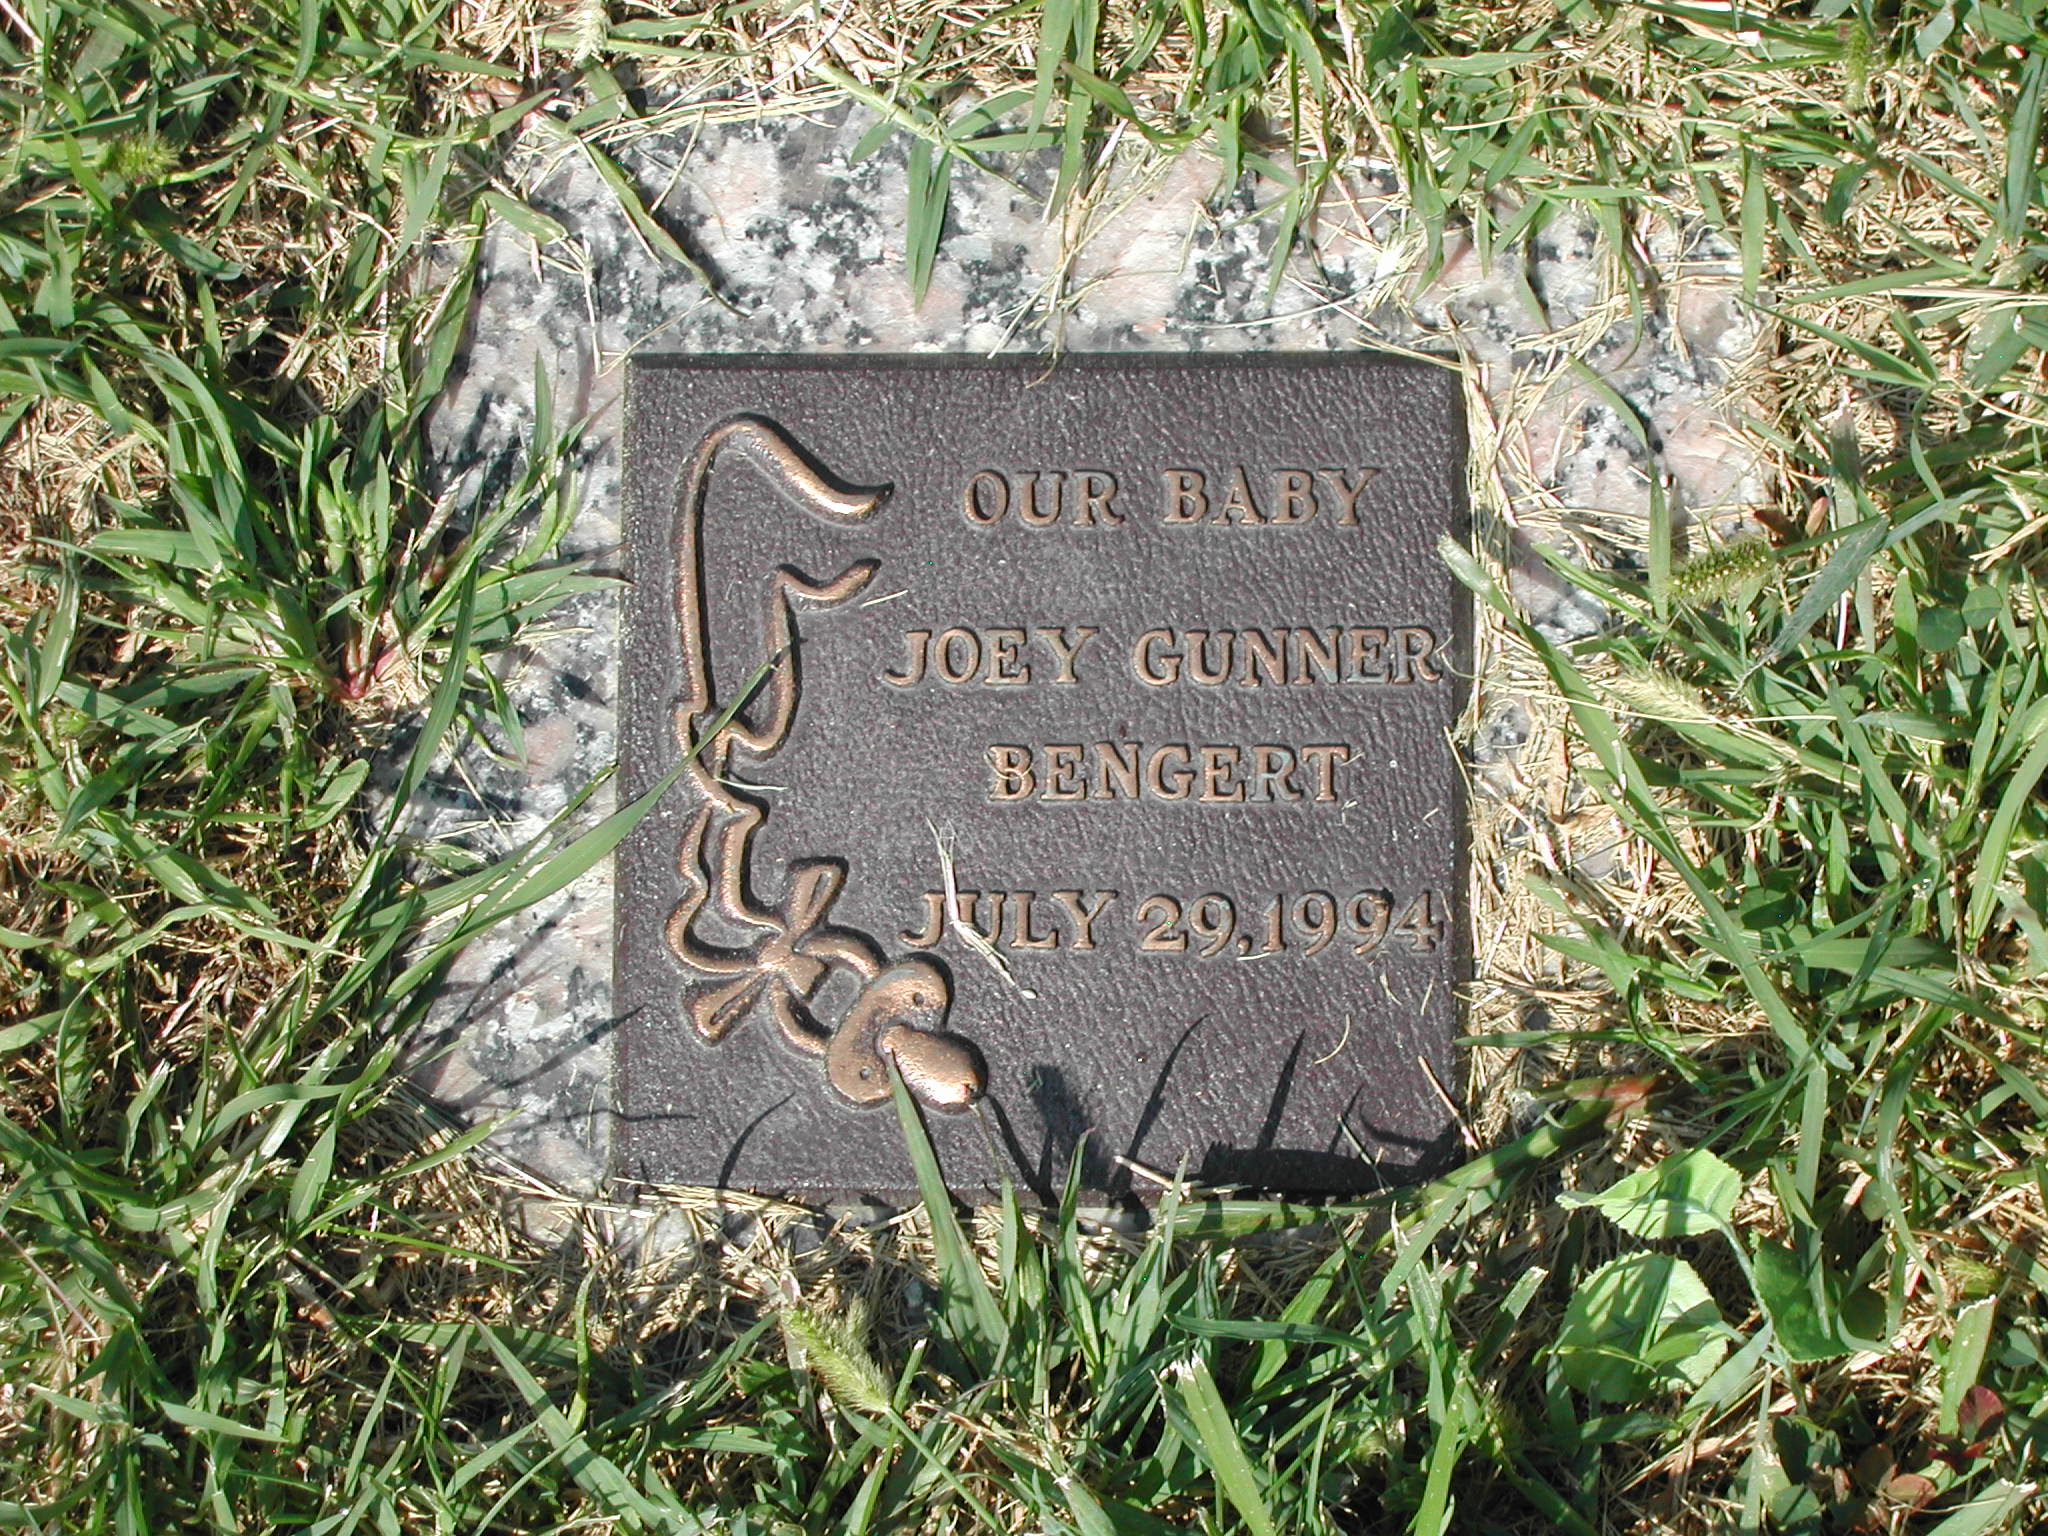 OUR BABY
JOEY GUNNER
BENGERT
JULY 29, 1994